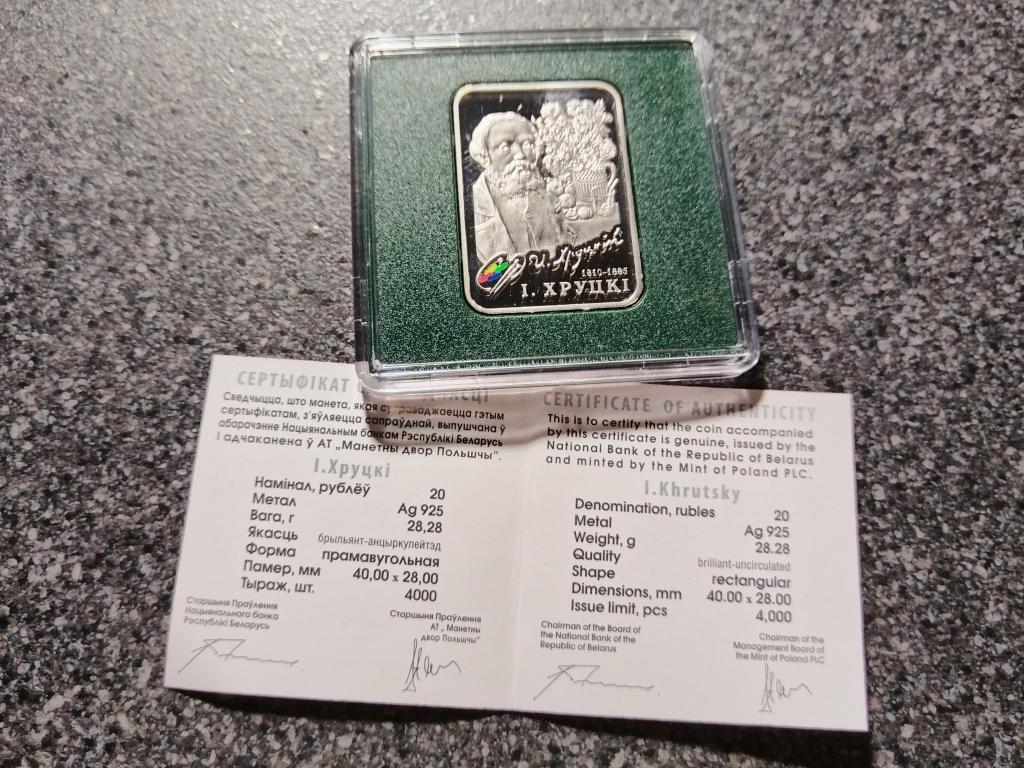 И. Хруцкій
1810-1885
І. ХРУЦКІ
СЕРТЫФІКАТ
Сведчыцца, што манета, якая суправаджаецца гэтым
сертыфікатам, з'яўляецца сапраўднай, выпушчана ў
абарачэнне Нацыянальным банкам Рэспублікі Беларусь
і адчаканена ў АТ „Манетны двор Польшчы".
І.Хруцкі
Намінал, рублёў 20
Метал Ag 925
Вага, г 28,28
Якасць брыльянт-анцыркулейтэд
Форма прамавугольная
Памер, мм 40,00 x 28,00
Тыраж, шт. 4000
Старшыня Праўлення
Нацыянальнага банка
Рэспублікі Беларусь
Старшыня Праўлення
АТ „Манетны
двор Польшчы"
CERTIFICATE OF AUTHENTICITY
This is to certify that the coin accompanied
by this certificate is genuine, issued by the
National Bank of the Republic of Belarus
and minted by the Mint of Poland PLC.
I.Khrutsky
Denomination, rubles 20
Metal Ag 925
Weight, g 28.28
Quality brilliant-uncirculated
Shape rectangular
Dimensions, mm 40.00 x 28.00
Issue limit, pcs 4,000
Chairman of the Board of
the National Bank of the
Republic of Belarus
Chairman of the
Management Board of
the Mint of Poland PLC